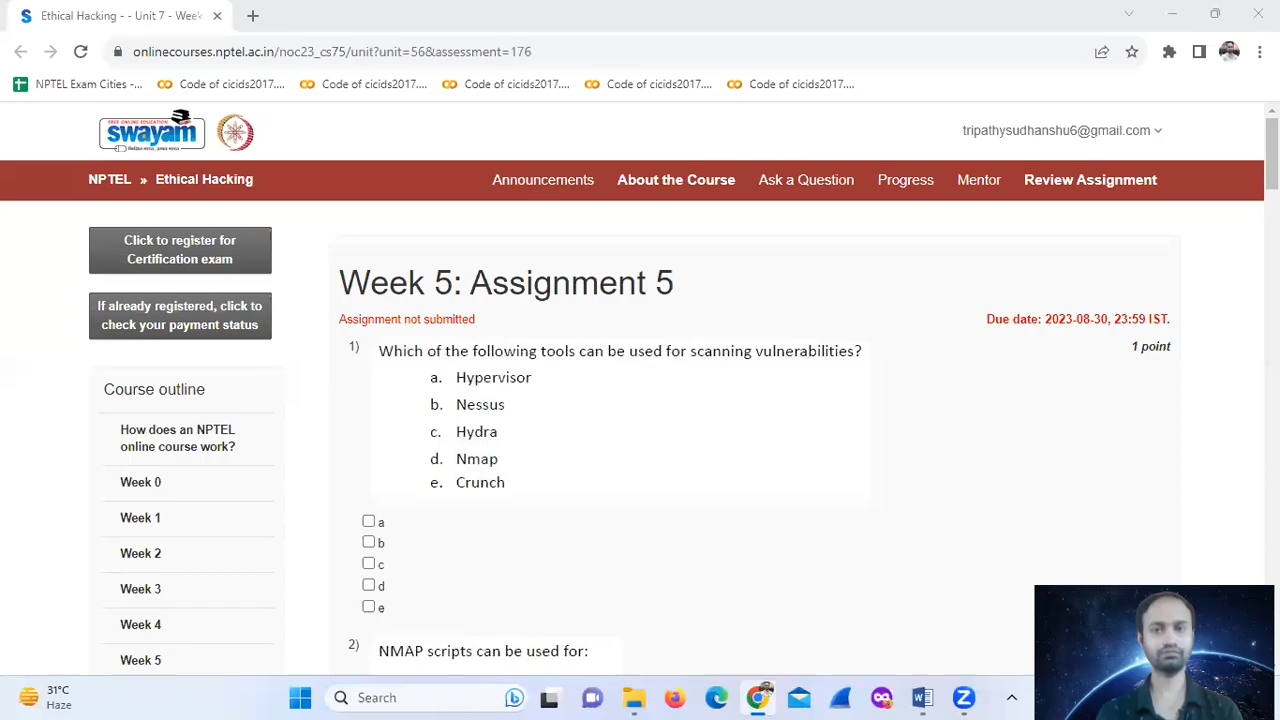 Ethical Hacking - - Unit 7 - Week
onlinecourses.nptel.ac.in/noc23_cs75/unit?unit=56&assessment=176
NPTEL Exam Cities -...
Code of cicids2017....
Code of cicids2017....
Code of cicids2017....
Code of cicids2017....
Code of cicids2017....
FREE ONLINE EDUCATION
swayam
tripathysudhanshu6@gmail.com
NPTEL » Ethical Hacking
Announcements
About the Course
Ask a Question
Progress
Mentor
Review Assignment
Click to register for
Certification exam
If already registered, click to
check your payment status
Course outline
How does an NPTEL
online course work?
Week 0
Week 1
Week 2
Week 3
Week 4
Week 5
Week 5: Assignment 5
Assignment not submitted
Due date: 2023-08-30, 23:59 IST.
1) Which of the following tools can be used for scanning vulnerabilities?
1 point
a. Hypervisor
b. Nessus
c. Hydra
d. Nmap
e. Crunch
a
b
c
d
e
2) NMAP scripts can be used for:
31°C
Haze
Search